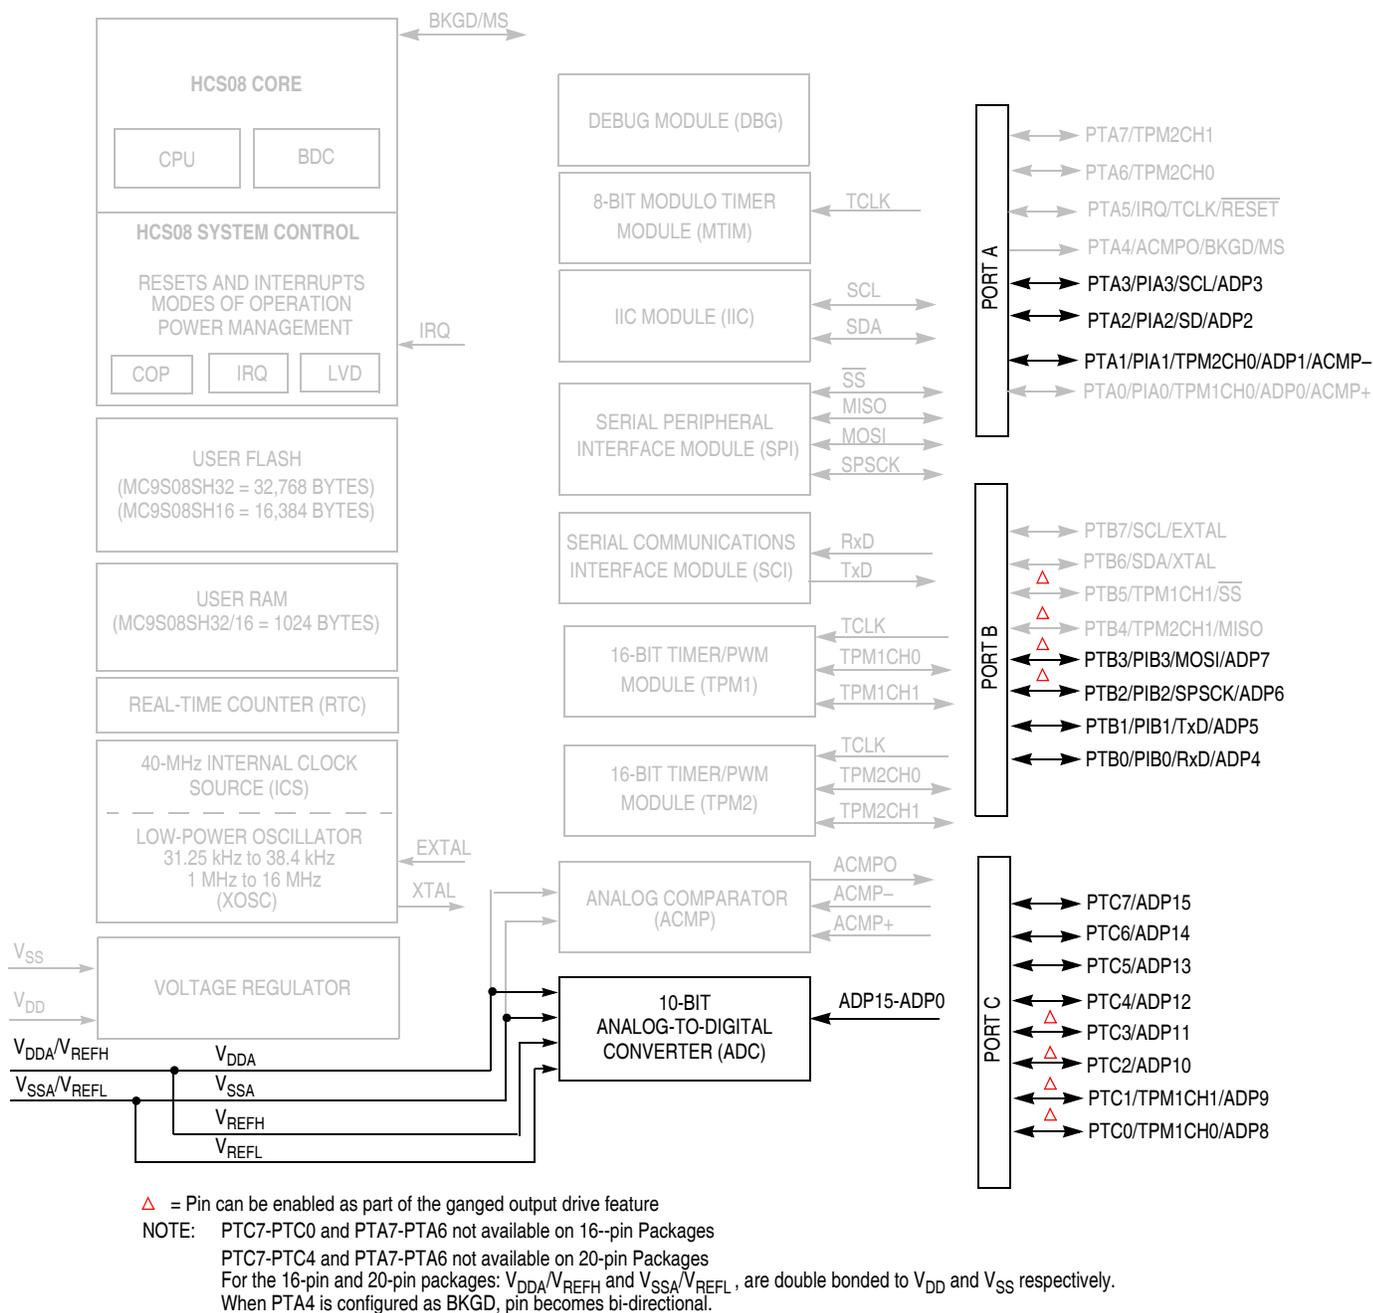 BKGD/MS
HCS08 CORE
CPU
BDC
HCS08 SYSTEM CONTROL
RESETS AND INTERRUPTS
MODES OF OPERATION
POWER MANAGEMENT
IRQ
COP
IRQ
LVD
USER FLASH
(MC9S08SH32 = 32,768 BYTES)
(MC9S08SH16 = 16,384 BYTES)
USER RAM
(MC9S08SH32/16 = 1024 BYTES)
REAL-TIME COUNTER (RTC)
40-MHz INTERNAL CLOCK
SOURCE (ICS)
LOW-POWER OSCILLATOR
31.25 kHz to 38.4 kHz
1 MHz to 16 MHz
(XOSC)
EXTAL
XTAL
VSS
VDD
VOLTAGE REGULATOR
VDDA/VREFH
VSSA/VREFL
VDDA
VSSA
VREFH
VREFL
DEBUG MODULE (DBG)
8-BIT MODULO TIMER
MODULE (MTIM)
TCLK
IIC MODULE (IIC)
SCL
SDA
SERIAL PERIPHERAL
INTERFACE MODULE (SPI)
SS
MISO
MOSI
SPSCK
SERIAL COMMUNICATIONS
INTERFACE MODULE (SCI)
RxD
TxD
16-BIT TIMER/PWM
MODULE (TPM1)
TCLK
TPM1CH0
TPM1CH1
16-BIT TIMER/PWM
MODULE (TPM2)
TCLK
TPM2CH0
TPM2CH1
ANALOG COMPARATOR
(ACMP)
ACMPO
ACMP–
ACMP+
10-BIT
ANALOG-TO-DIGITAL
CONVERTER (ADC)
ADP15-ADP0
PORT A
PTA7/TPM2CH1
PTA6/TPM2CH0
PTA5/IRQ/TCLK/RESET
PTA4/ACMPO/BKGD/MS
PTA3/PIA3/SCL/ADP3
PTA2/PIA2/SD/ADP2
PTA1/PIA1/TPM2CH0/ADP1/ACMP–
PTA0/PIA0/TPM1CH0/ADP0/ACMP+
PORT B
PTB7/SCL/EXTAL
PTB6/SDA/XTAL
Δ
PTB5/TPM1CH1/SS
Δ
PTB4/TPM2CH1/MISO
Δ
PTB3/PIB3/MOSI/ADP7
Δ
PTB2/PIB2/SPSCK/ADP6
PTB1/PIB1/TxD/ADP5
PTB0/PIB0/RxD/ADP4
PORT C
PTC7/ADP15
PTC6/ADP14
PTC5/ADP13
PTC4/ADP12
Δ
PTC3/ADP11
Δ
PTC2/ADP10
Δ
PTC1/TPM1CH1/ADP9
Δ
PTC0/TPM1CH0/ADP8
Δ = Pin can be enabled as part of the ganged output drive feature
NOTE: PTC7-PTC0 and PTA7-PTA6 not available on 16--pin Packages
PTC7-PTC4 and PTA7-PTA6 not available on 20-pin Packages
For the 16-pin and 20-pin packages: VDDA/VREFH and VSSA/VREFL , are double bonded to VDD and VSS respectively.
When PTA4 is configured as BKGD, pin becomes bi-directional.